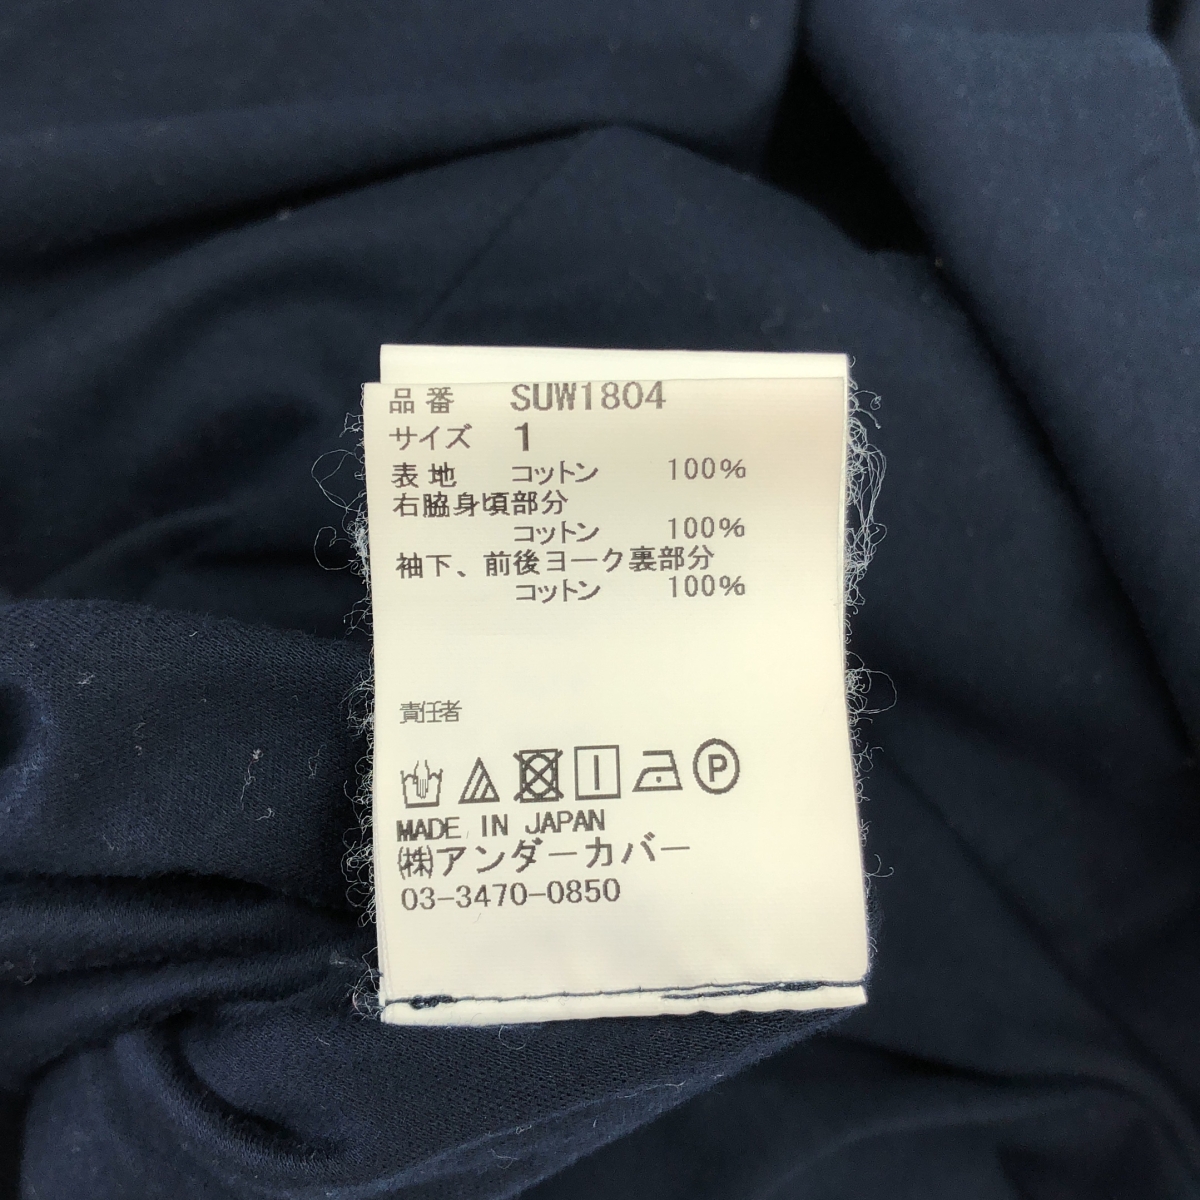 品番 SUW1804
サイズ 1
表地 コットン 100%
右脇身頃部分
コットン 100%
袖下、前後ヨーク裏部分
コットン 100%
責任者
P
MADE IN JAPAN
㈱アンダーカバー
03-3470-0850